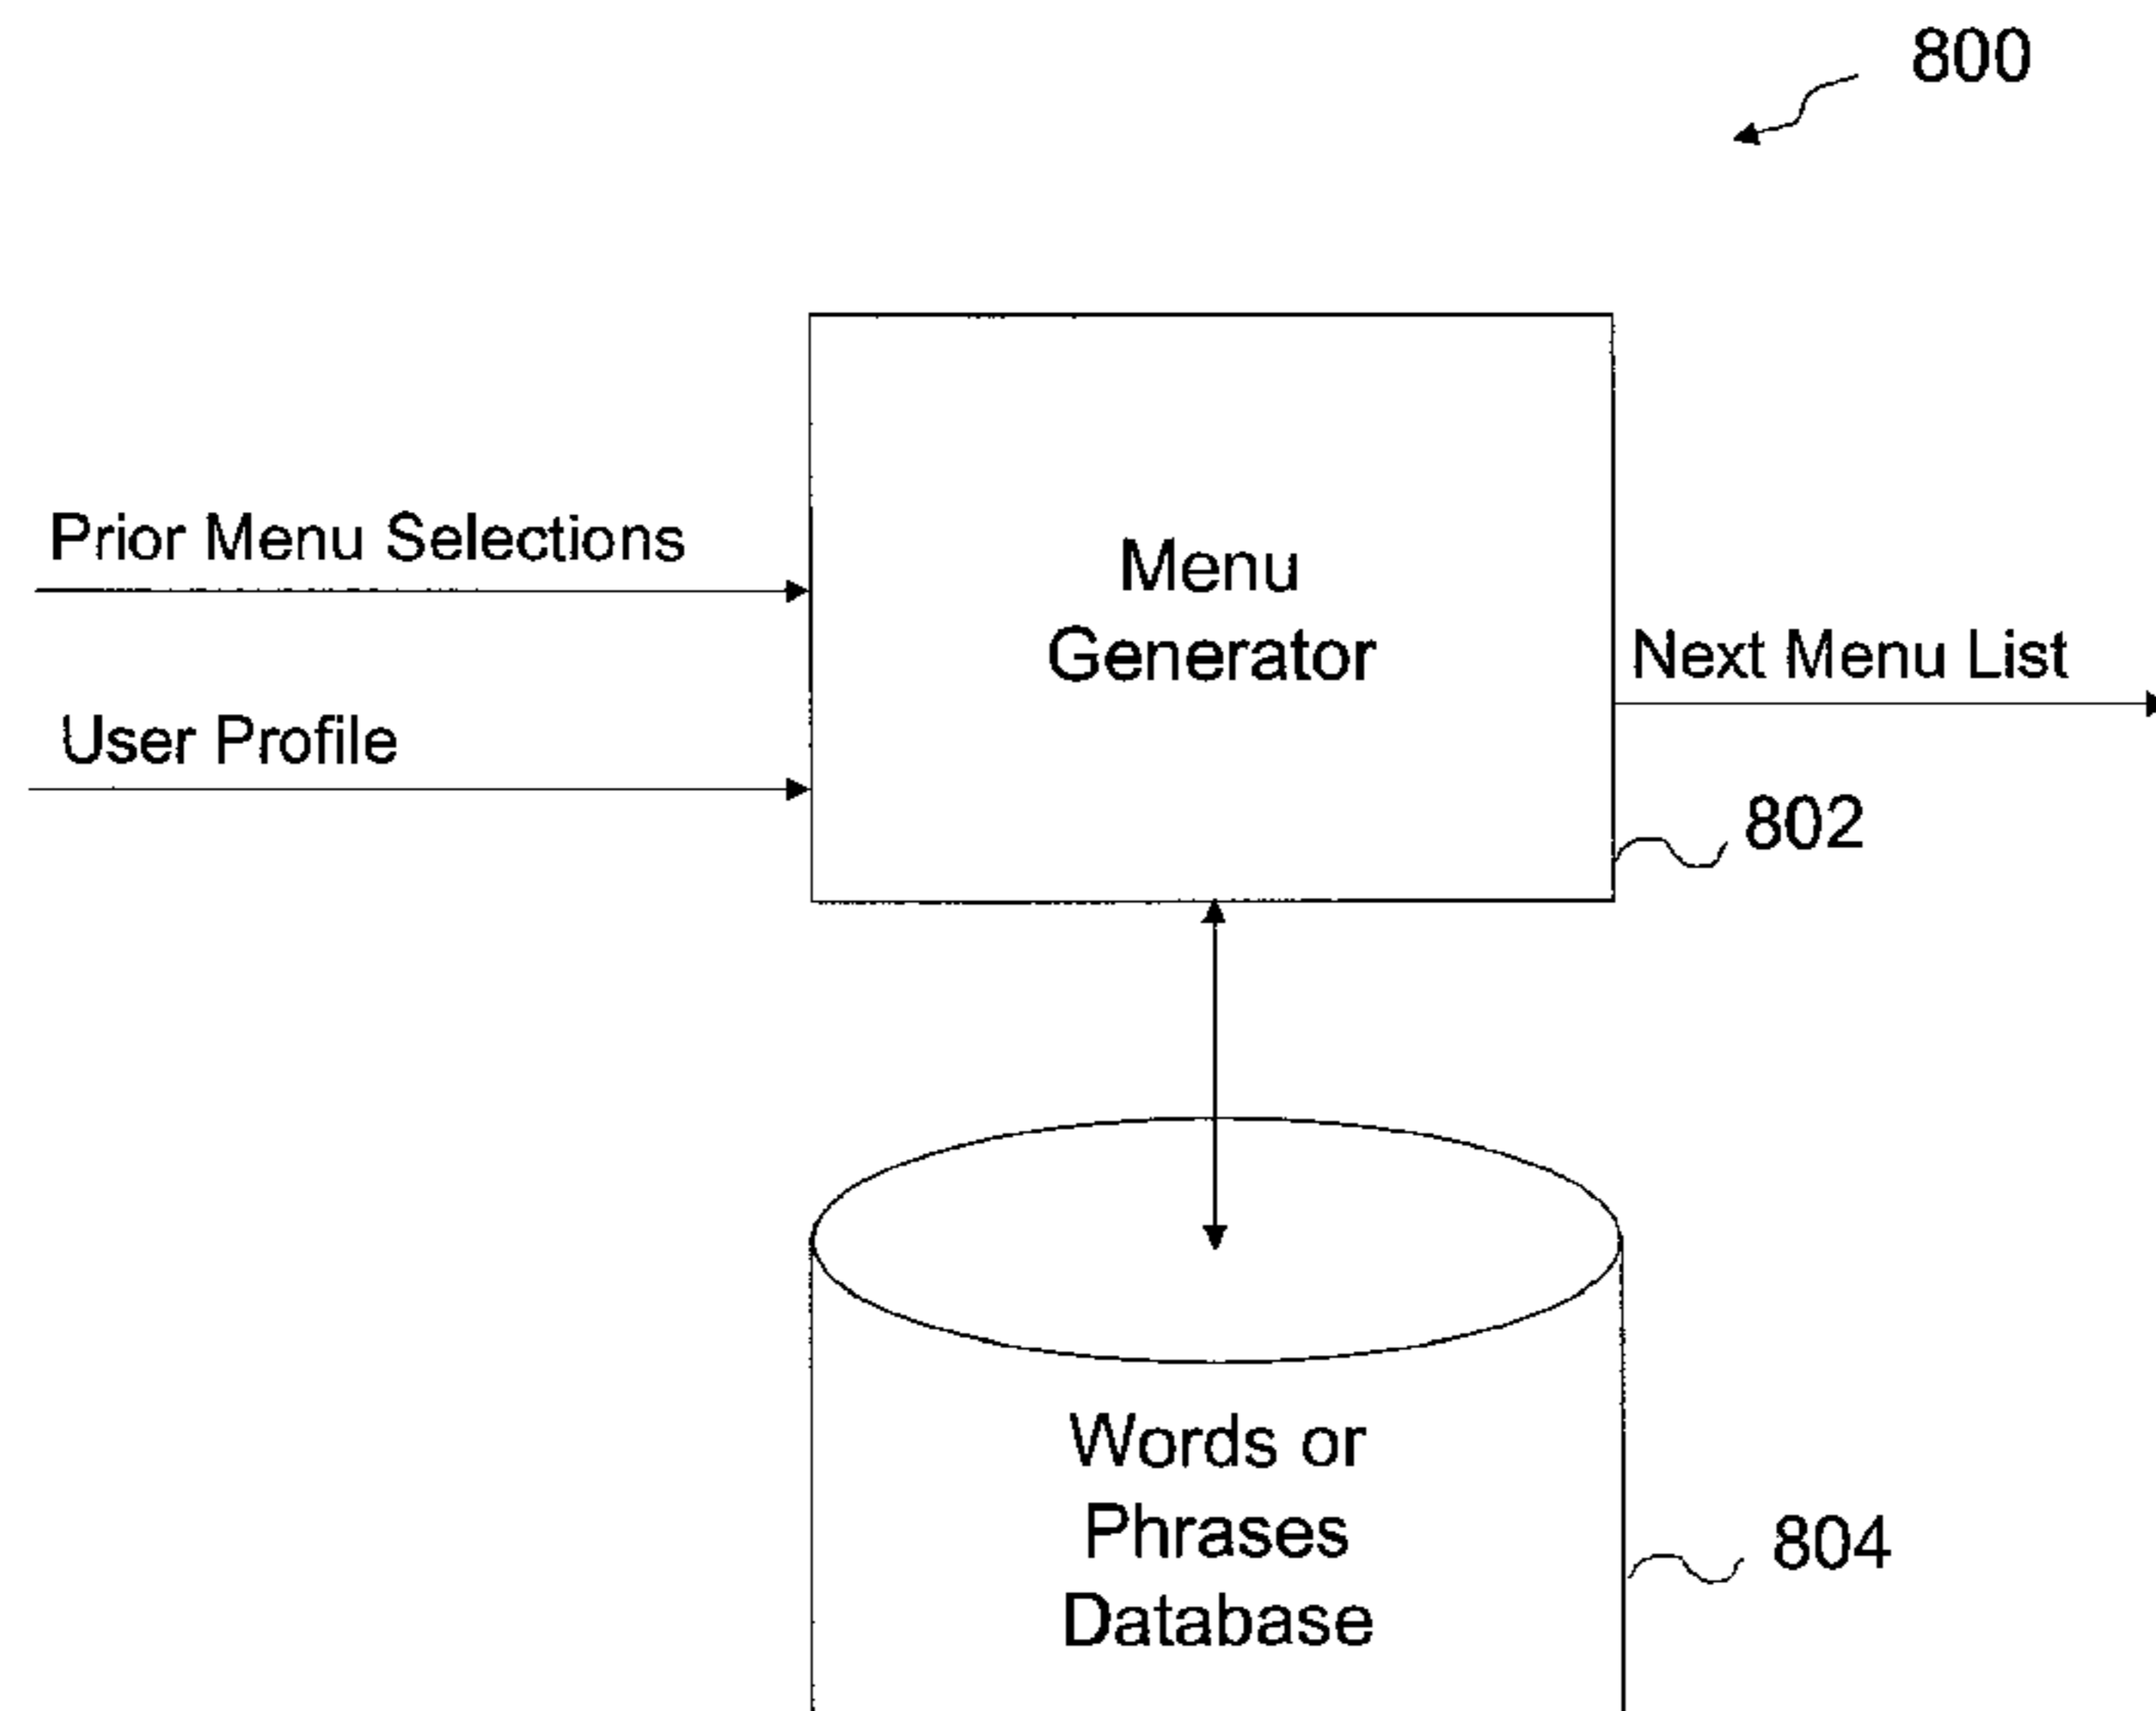 800
Prior Menu Selections
Menu
Generator
Next Menu List
User Profile
802
Words or
Phrases
Database
804